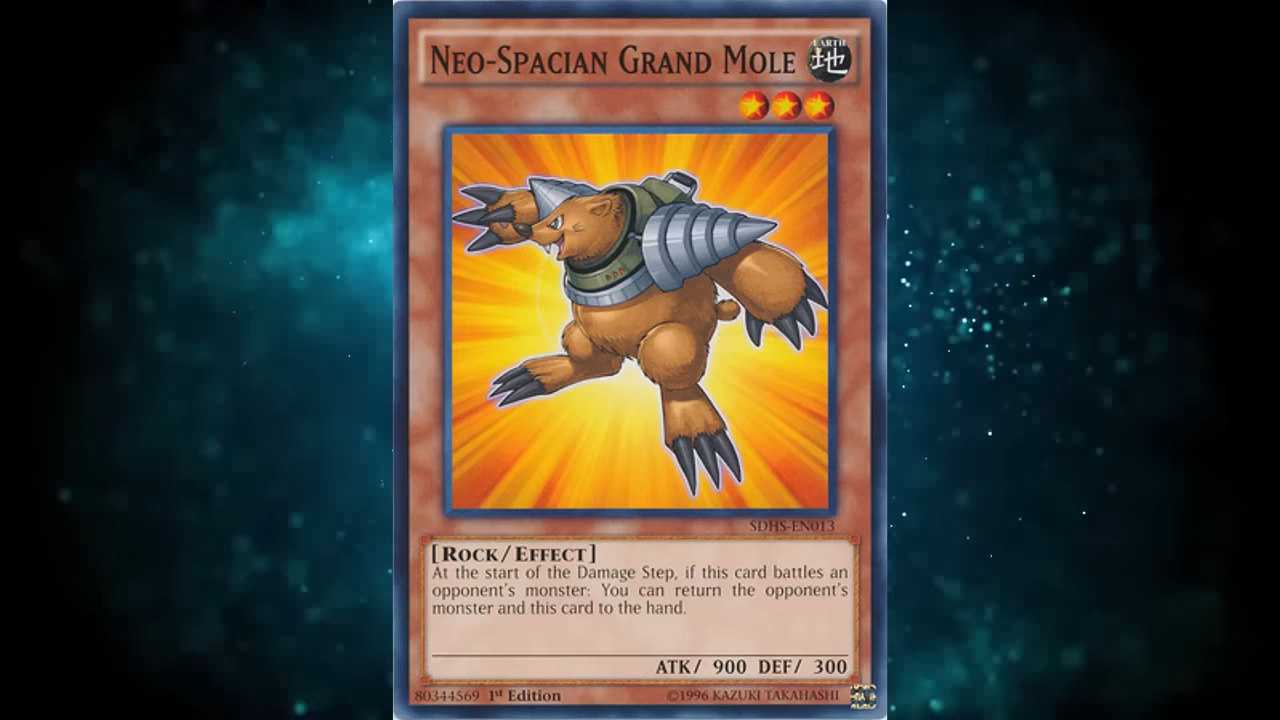 NEO-SPACIAN GRAND MOLE
EARTH
地
SDHS-EN013
[ROCK/EFFECT]
At the start of the Damage Step, if this card battles an
opponent's monster: You can return the opponent's
monster and this card to the hand.
ATK/ 900 DEF/ 300
80344569 1st Edition ©1996 KAZUKI TAKAHASHI